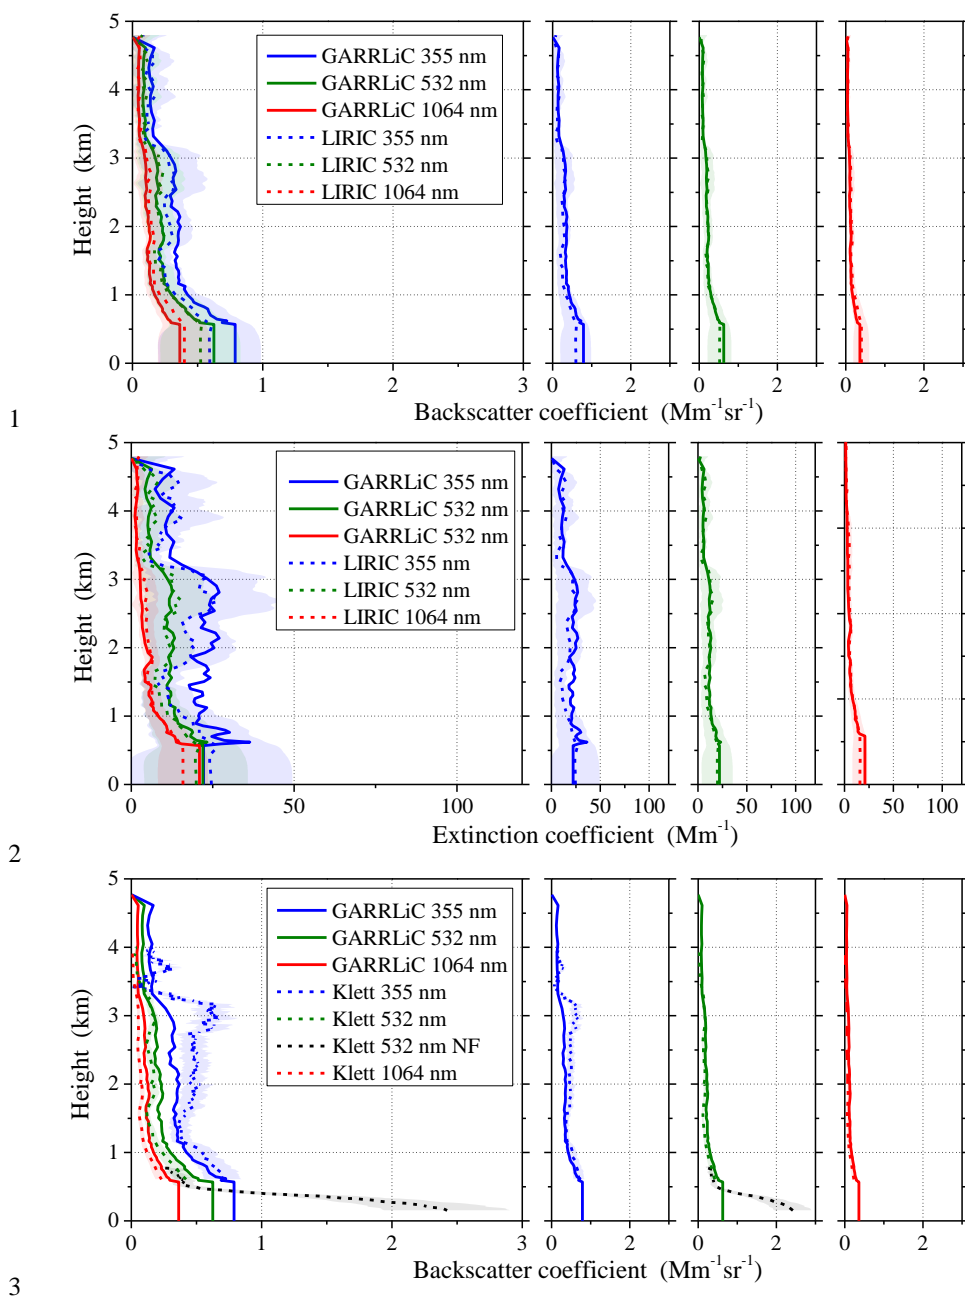 5
4
3
2
1
0
Height (km)
GARRLiC 355 nm
GARRLiC 532 nm
GARRLiC 1064 nm
LIRIC 355 nm
LIRIC 532 nm
LIRIC 1064 nm
0 1 2 3 0 2 0 2 0 2
Backscatter coefficient (Mm⁻¹sr⁻¹)
1
5
4
3
2
1
0
Height (km)
GARRLiC 355 nm
GARRLiC 532 nm
GARRLiC 532 nm
LIRIC 355 nm
LIRIC 532 nm
LIRIC 1064 nm
0 50 100 0 50 100 0 50 100 0 50 100
Extinction coefficient (Mm⁻¹)
2
5
4
3
2
1
0
Height (km)
GARRLiC 355 nm
GARRLiC 532 nm
GARRLiC 1064 nm
Klett 355 nm
Klett 532 nm
Klett 532 nm NF
Klett 1064 nm
0 1 2 3 0 2 0 2 0 2
Backscatter coefficient (Mm⁻¹sr⁻¹)
3